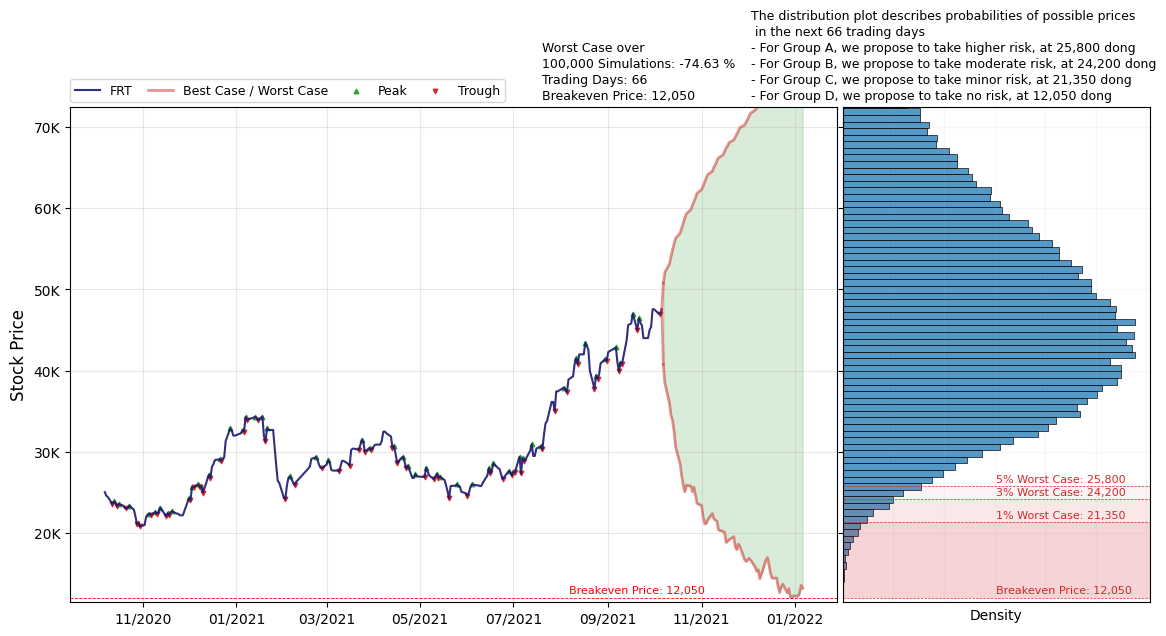 The distribution plot describes probabilities of possible prices
in the next 66 trading days
- For Group A, we propose to take higher risk, at 25,800 dong
- For Group B, we propose to take moderate risk, at 24,200 dong
- For Group C, we propose to take minor risk, at 21,350 dong
- For Group D, we propose to take no risk, at 12,050 dong
Worst Case over
100,000 Simulations: -74.63 %
Trading Days: 66
Breakeven Price: 12,050
FRT
Best Case / Worst Case
Peak
Trough
Stock Price
70K
60K
50K
40K
30K
20K
Breakeven Price: 12,050
11/2020
01/2021
03/2021
05/2021
07/2021
09/2021
11/2021
01/2022
5% Worst Case: 25,800
3% Worst Case: 24,200
1% Worst Case: 21,350
Breakeven Price: 12,050
Density